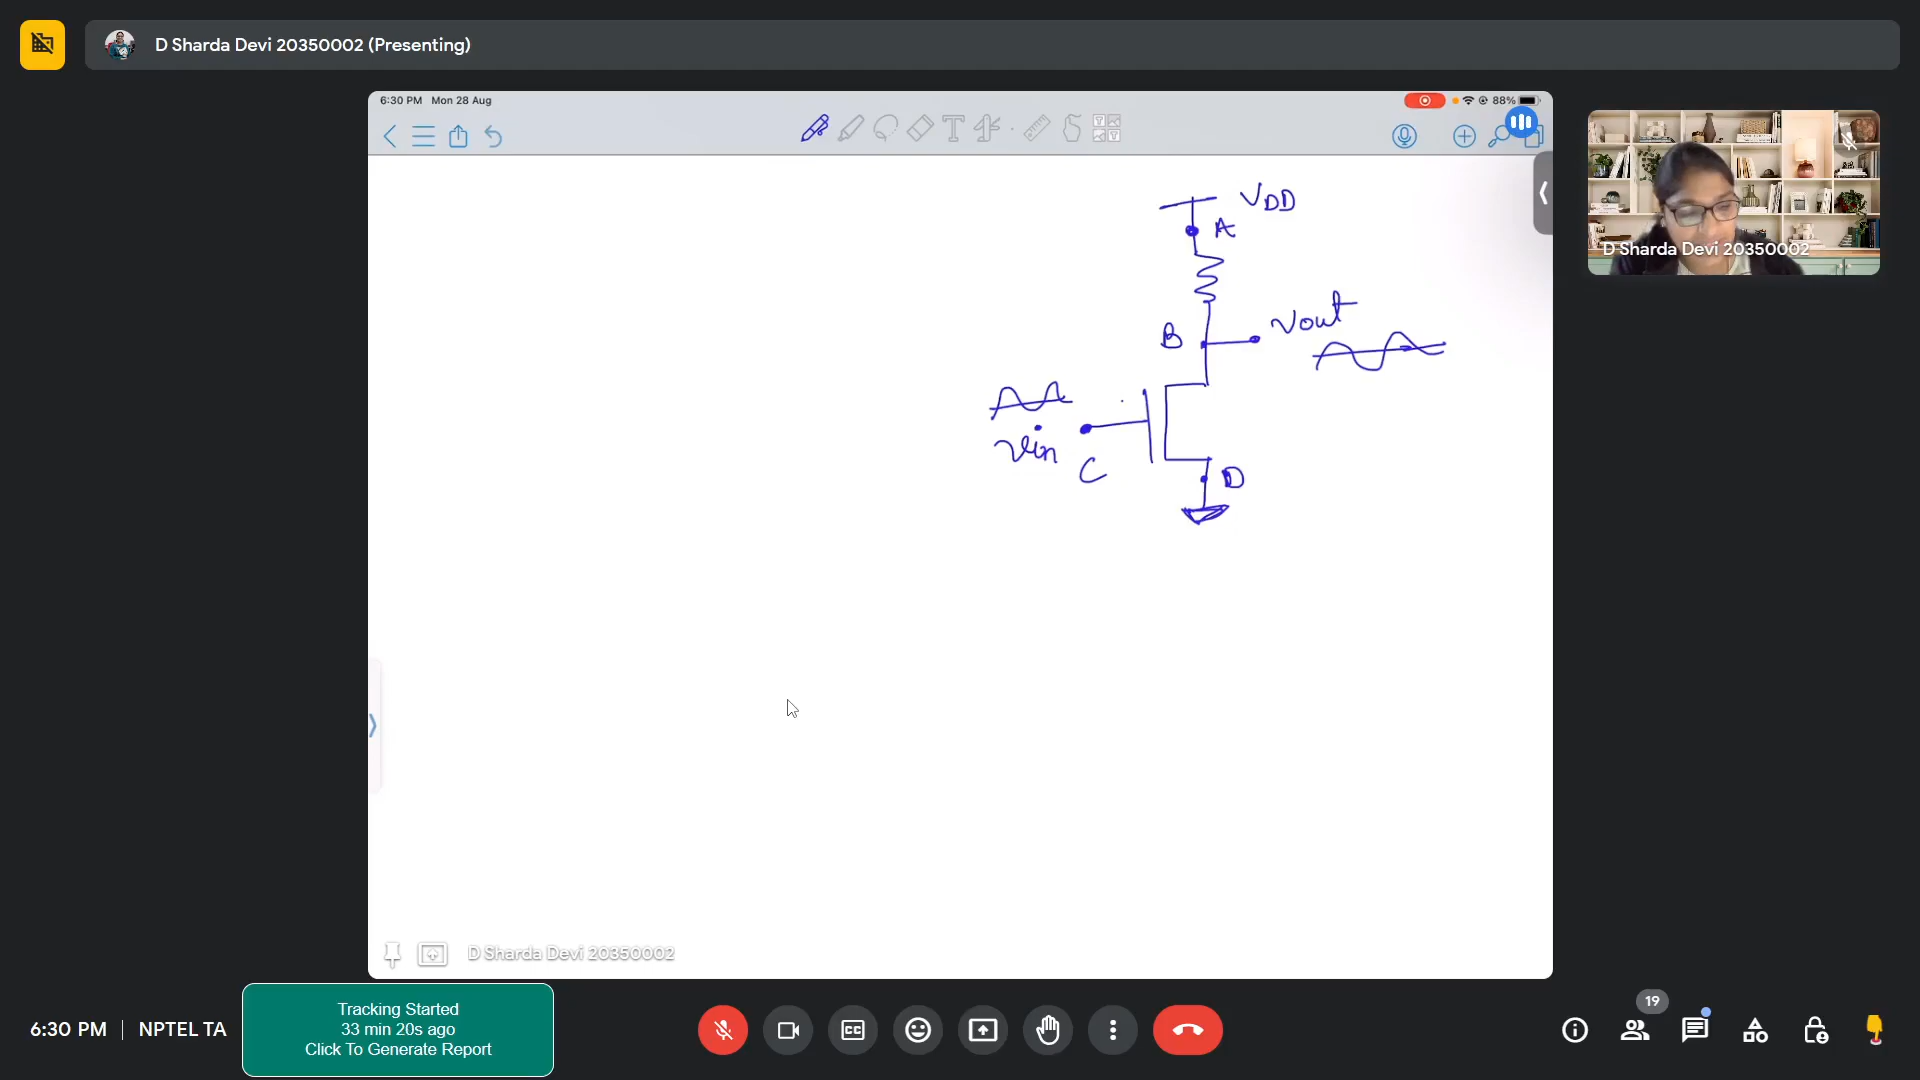 D Sharda Devi 20350002 (Presenting)
6:30 PM Mon 28 Aug
88%
VDD
A
Vout
B
Vin
C
D
D Sharda Devi 20350002
D Sharda Devi 20350002
6:30 PM | NPTEL TA
Tracking Started
33 min 20s ago
Click To Generate Report
CC
19